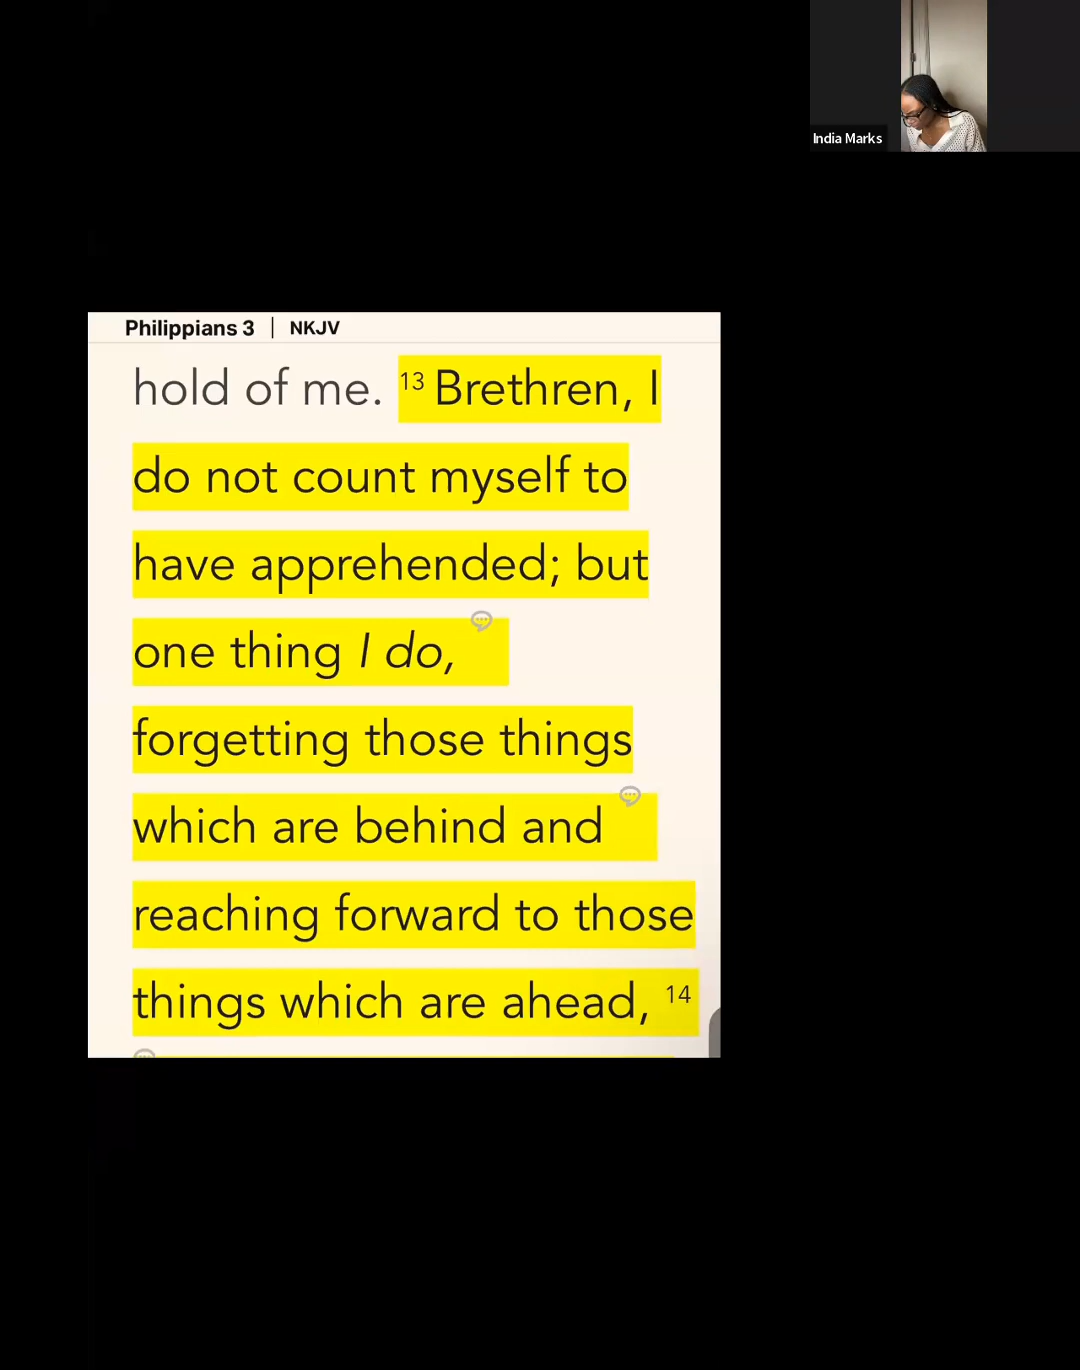 India Marks
Philippians 3 | NKJV
hold of me. 13 Brethren, I
do not count myself to
have apprehended; but
one thing I do,
forgetting those things
which are behind and
reaching forward to those
things which are ahead, 14